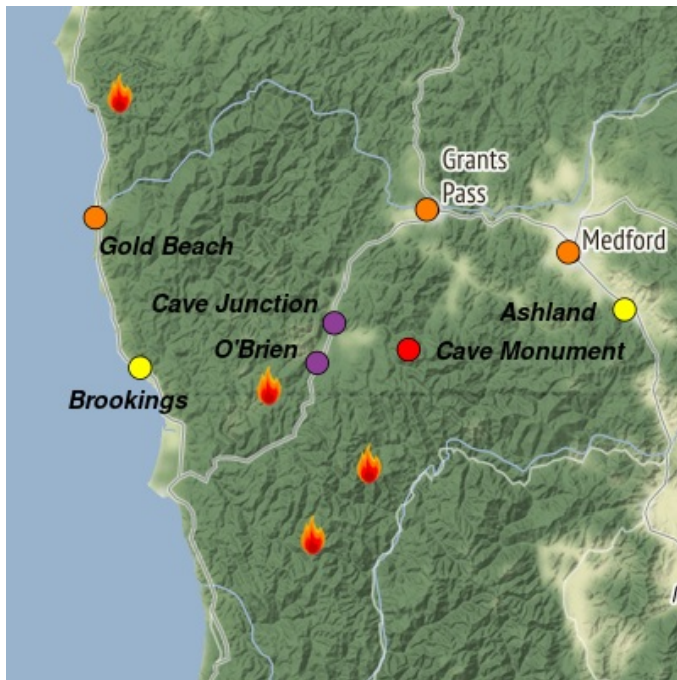 Grants
Pass
Gold Beach
Medford
Cave Junction
Ashland
O'Brien
Cave Monument
Brookings